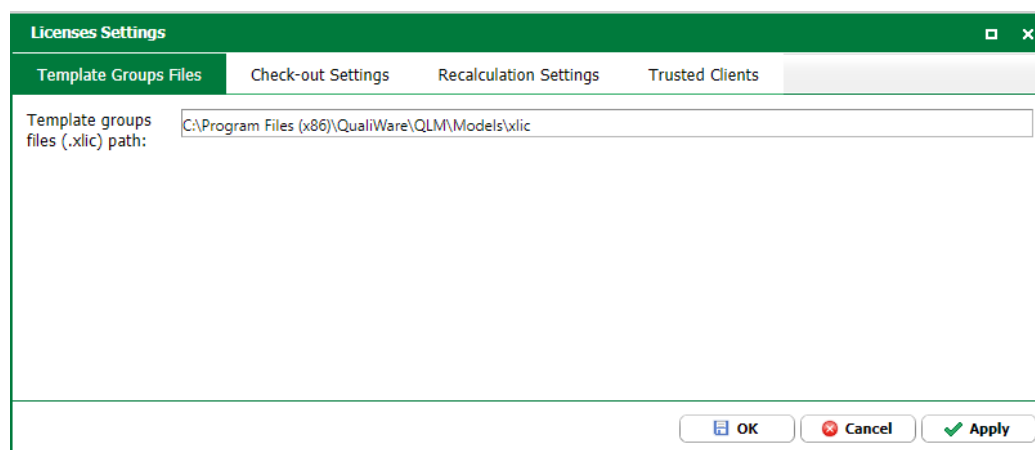 Licenses Settings
Template Groups Files
Check-out Settings
Recalculation Settings
Trusted Clients
Template groups
files (.xlic) path:
C:\Program Files (x86)\QualiWare\QLM\Models\xlic
OK
Cancel
Apply